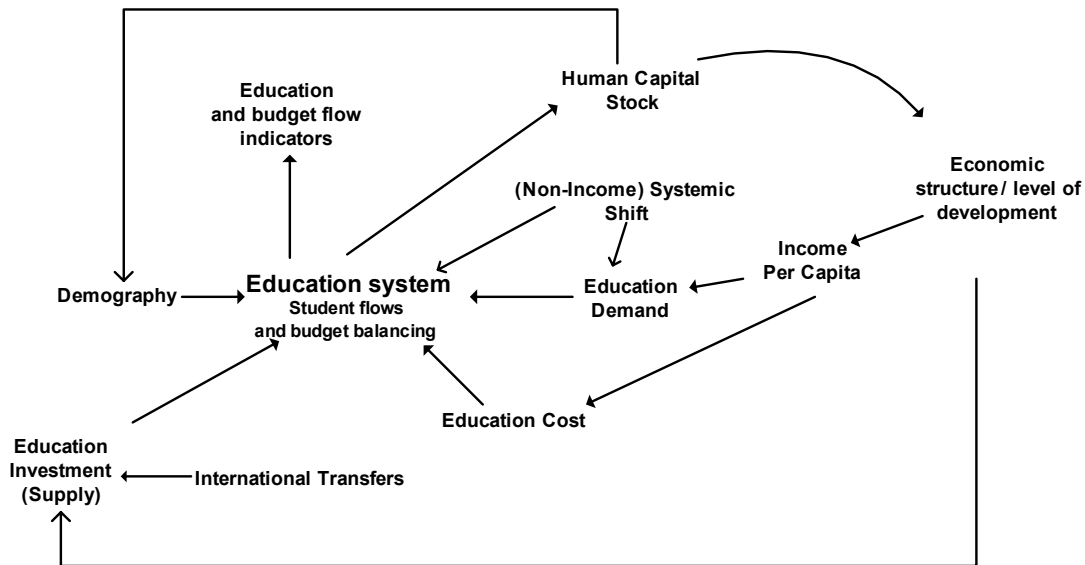 Human Capital
Stock
Education
and budget flow
indicators
Economic
structure/ level of
development
(Non-Income) Systemic
Shift
Income
Per Capita
Demography
Education system
Student flows
and budget balancing
Education
Demand
Education Cost
Education
Investment
(Supply)
International Transfers